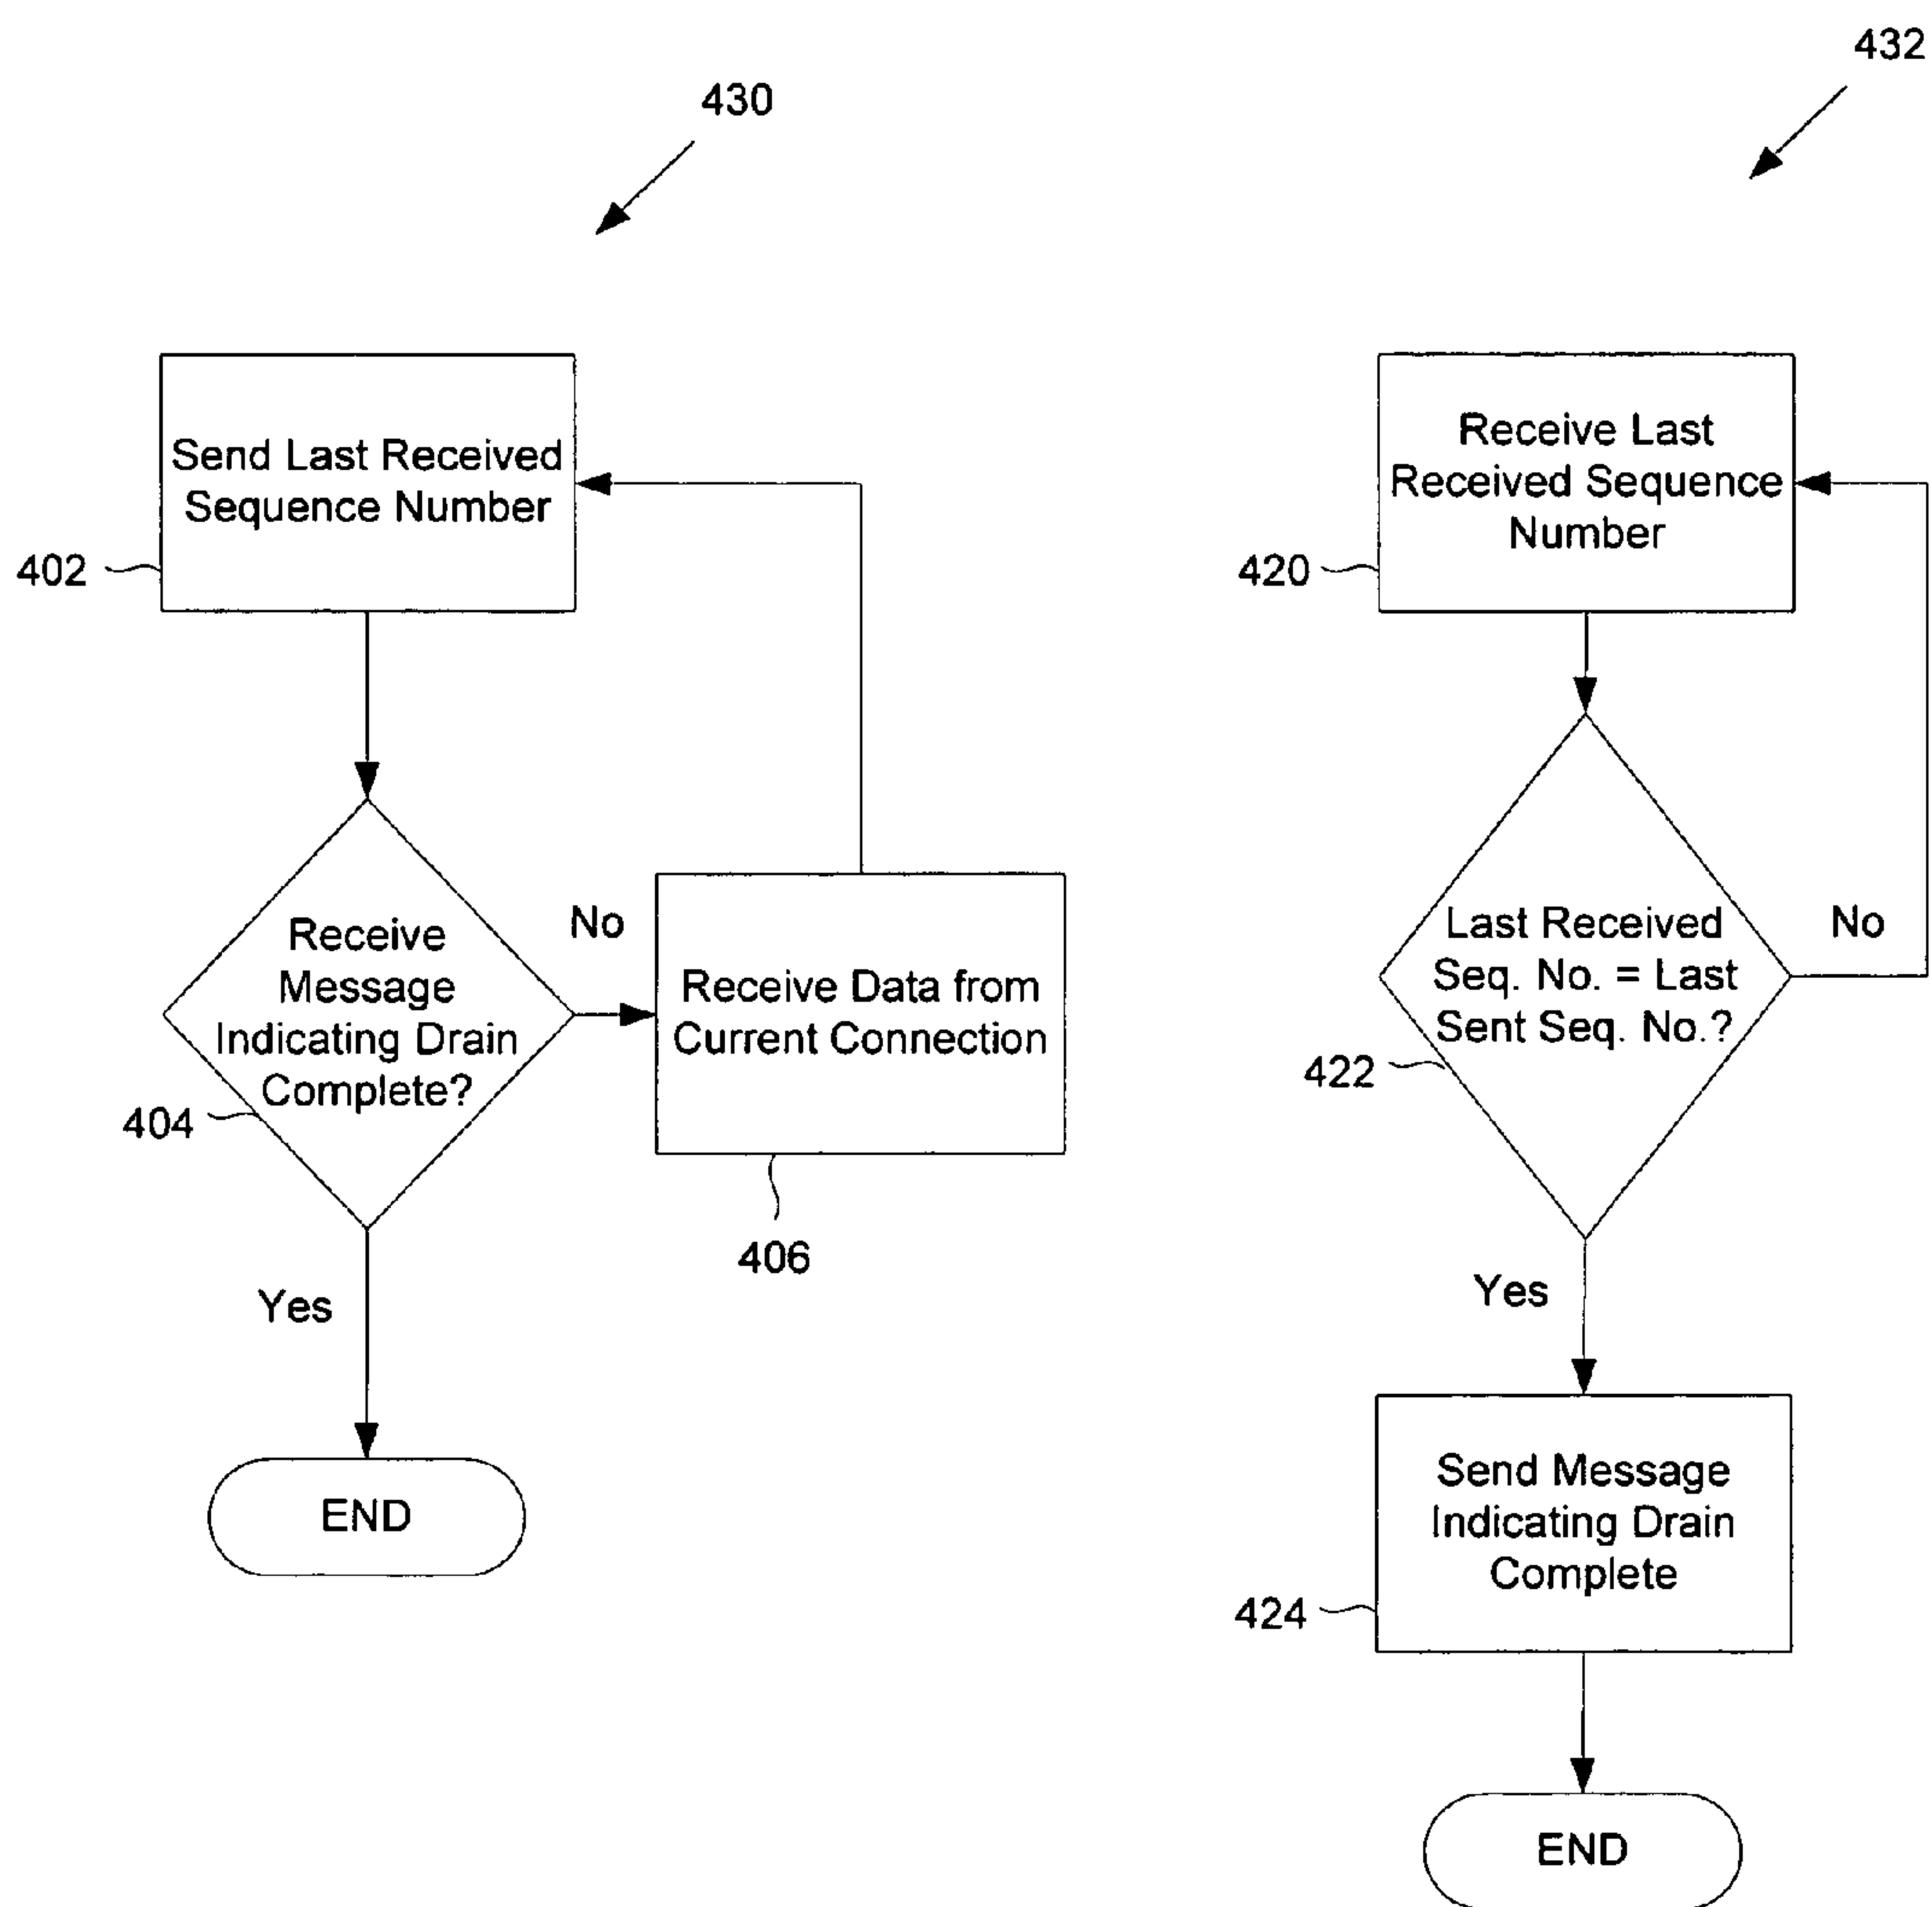 430
Send Last Received
Sequence Number
402
Receive
Message
Indicating Drain
Complete?
404
No
Receive Data from
Current Connection
406
Yes
END
432
Receive Last
Received Sequence
Number
420
Last Received
Seq. No. = Last
Sent Seq. No.?
422
No
Yes
Send Message
Indicating Drain
Complete
424
END